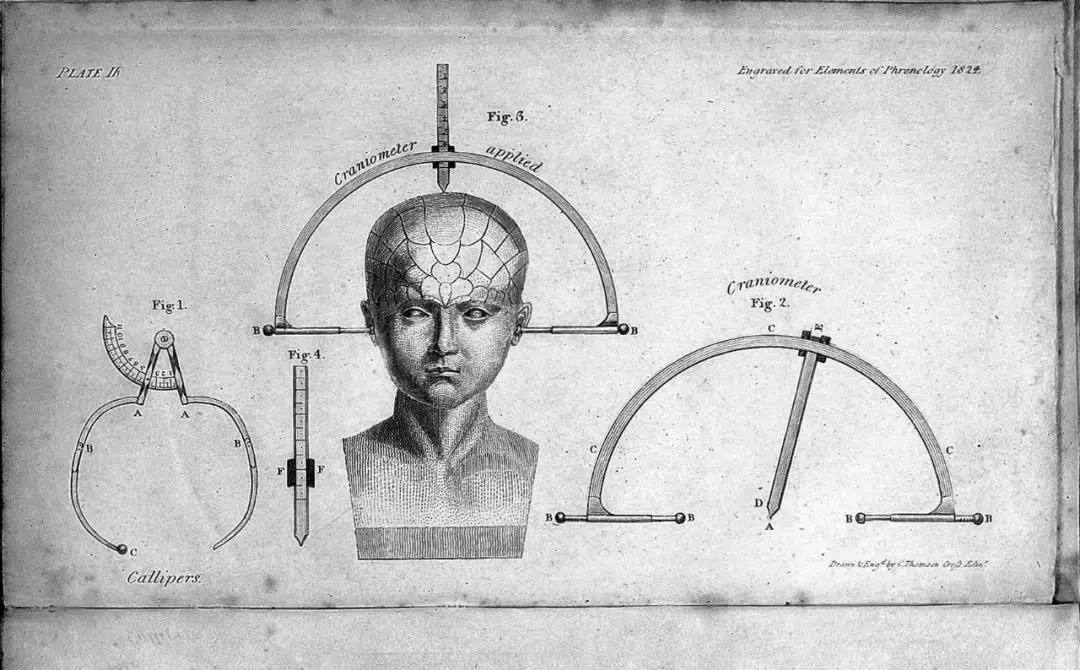 PLATE II.
Engraved for Elements of Phrenology 1824.
Fig. 3.
Craniometer applied
B
B
Fig. 1.
A
A
B
B
C
Callipers.
Fig. 4.
F
F
Craniometer
Fig. 2.
C
E
C
C
D
A
B
B
B
B
Drawn & Engd. by C. Thomson Cross Edinr.